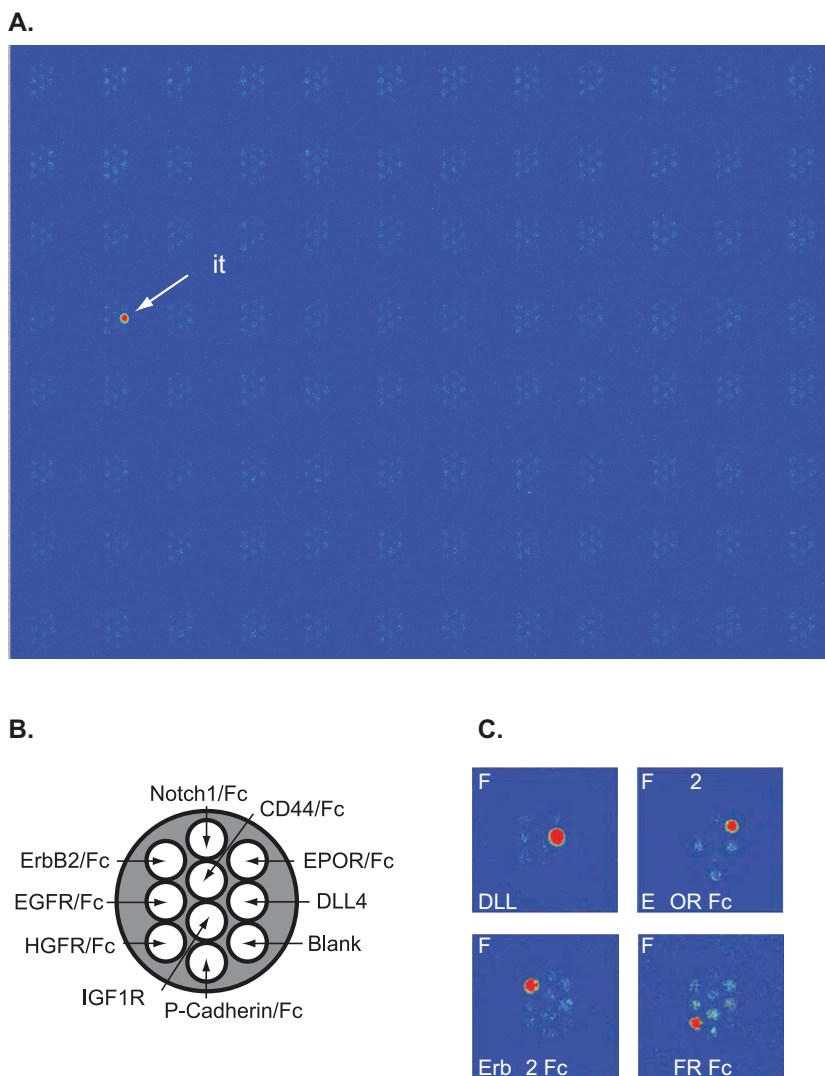 A.
it
B.
Notch1/Fc
CD44/Fc
ErbB2/Fc
EPOR/Fc
EGFR/Fc
DLL4
HGFR/Fc
Blank
IGF1R
P-Cadherin/Fc
C.
F
DLL
F 2
E OR Fc
F
Erb 2 Fc
F
FR Fc